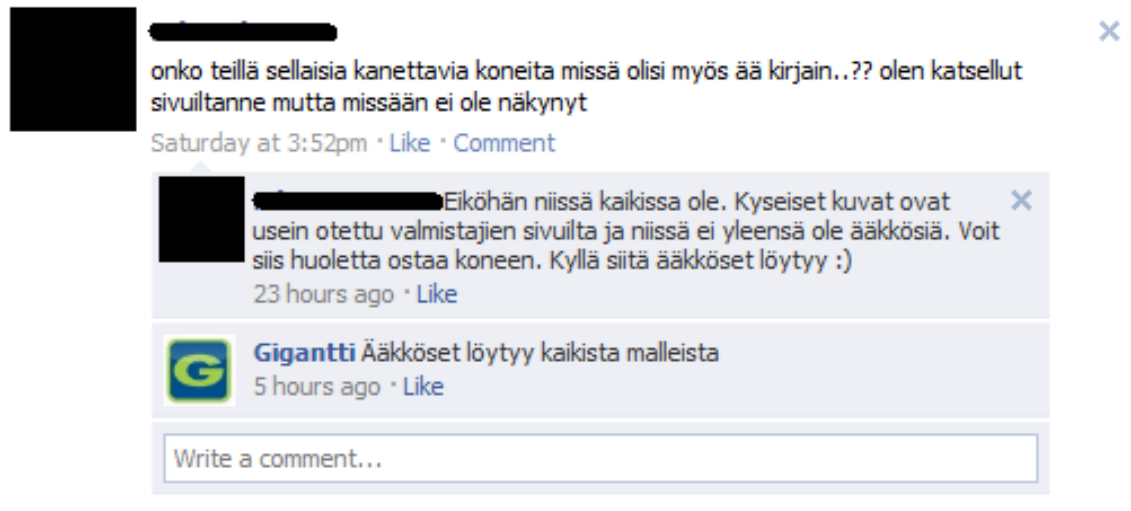 onko teillä sellaisia kanettavia koneita missä olisi myös ää kirjain..?? olen katsellut
sivuiltanne mutta missään ei ole näkynyt
Saturday at 3:52pm · Like · Comment
Eiköhän niissä kaikissa ole. Kyseiset kuvat ovat
usein otettu valmistajien sivuilta ja niissä ei yleensä ole ääkkösiä. Voit
siis huoletta ostaa koneen. Kyllä siitä ääkköset löytyy :)
23 hours ago · Like
G
Gigantti Ääkköset löytyy kaikista malleista
5 hours ago · Like
Write a comment...